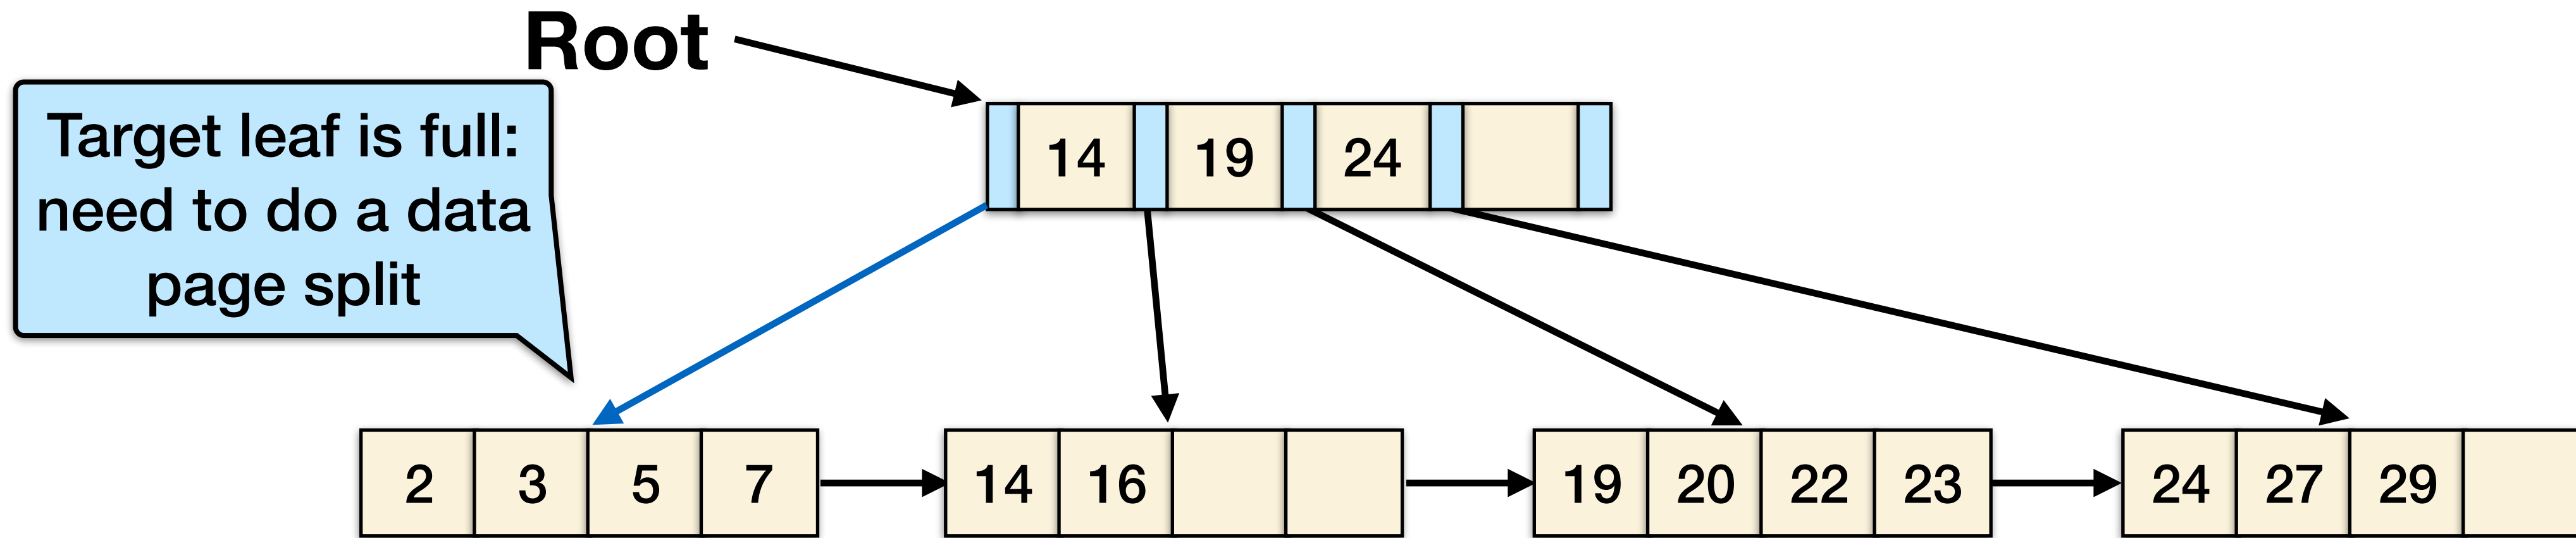 Root
Target leaf is full:
need to do a data
page split
14 19 24
2 3 5 7 14 16 19 20 22 23 24 27 29